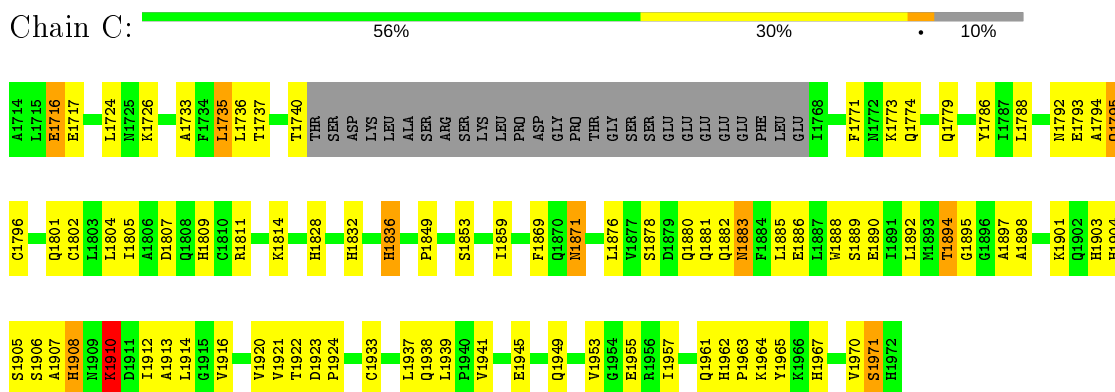 Chain C:
56% 30% • 10%
A1714 L1715 E1716 E1717 L1724 N1725 K1726 A1733 F1734 L1735 L1736 T1737 T1740 THR SER ASP LYS LEU ALA SER ARG SER LYS LEU PRO ASP GLY PRO THR GLY SER SER GLU GLU GLU GLU GLU PHE LEU GLU I1768 F1771 N1772 K1773 Q1774 Q1779 Y1786 I1787 L1788 N1792 E1793 A1794 Q1795
C1796 Q1801 C1802 L1803 L1804 I1805 A1806 D1807 Q1808 H1809 C1810 R1811 K1814 H1828 H1832 H1836 P1849 S1853 I1859 F1869 Q1870 N1871 L1876 V1877 S1878 D1879 Q1880 Q1881 Q1882 N1883 F1884 L1885 E1886 L1887 W1888 S1889 E1890 I1891 L1892 M1893 T1894 G1895 G1896 A1897 A1898 K1901 Q1902 H1903 H1904
S1905 S1906 A1907 H1908 N1909 K1910 D1911 I1912 A1913 L1914 G1915 V1916 V1920 V1921 T1922 D1923 P1924 C1933 L1937 Q1938 L1939 P1940 V1941 E1945 Q1949 V1953 G1954 E1955 R1956 I1957 Q1961 H1962 P1963 K1964 Y1965 K1966 H1967 V1970 S1971 H1972